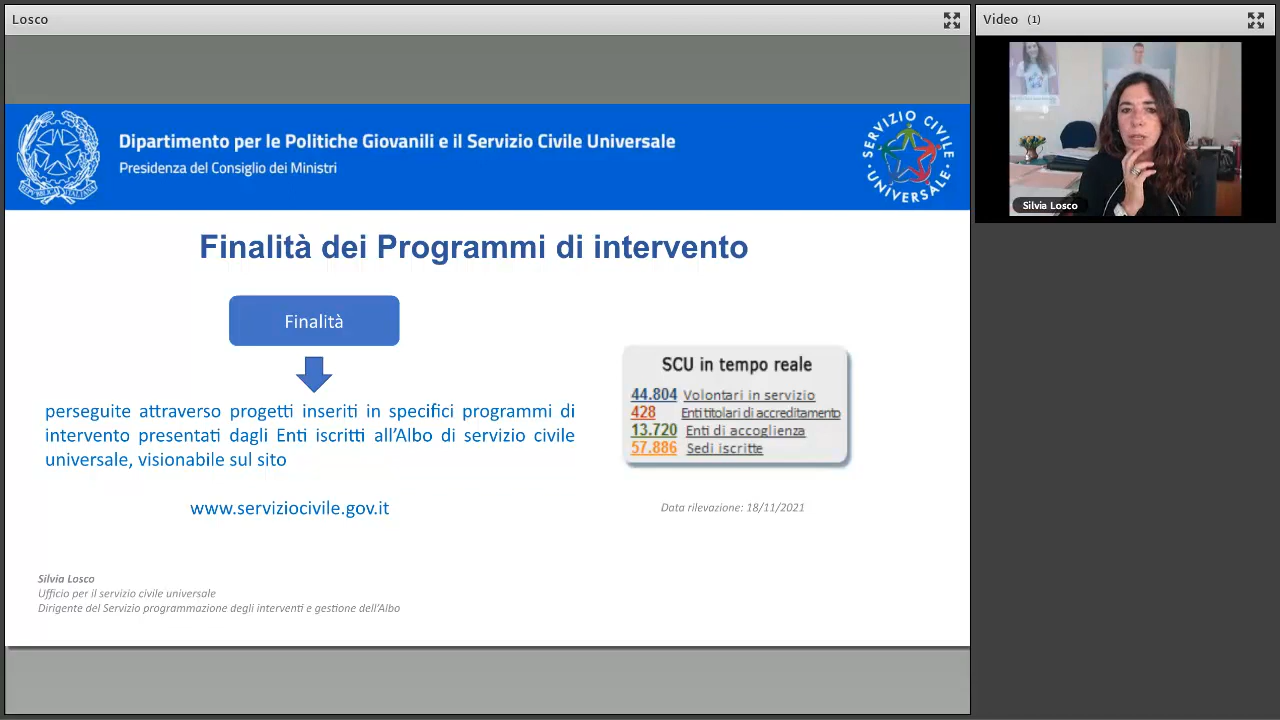 Losco
Video (1)
Dipartimento per le Politiche Giovanili e il Servizio Civile Universale
Presidenza del Consiglio dei Ministri
SERVIZIO CIVILE
UNIVERSALE
Silvia Losco
Finalità dei Programmi di intervento
Finalità
perseguite attraverso progetti inseriti in specifici programmi di
intervento presentati dagli Enti iscritti all’Albo di servizio civile
universale, visionabile sul sito
www.serviziocivile.gov.it
SCU in tempo reale
44.804 Volontari in servizio
428 Enti titolari di accreditamento
13.720 Enti di accoglienza
57.886 Sedi iscritte
Data rilevazione: 18/11/2021
Silvia Losco
Ufficio per il servizio civile universale
Dirigente del Servizio programmazione degli interventi e gestione dell’Albo